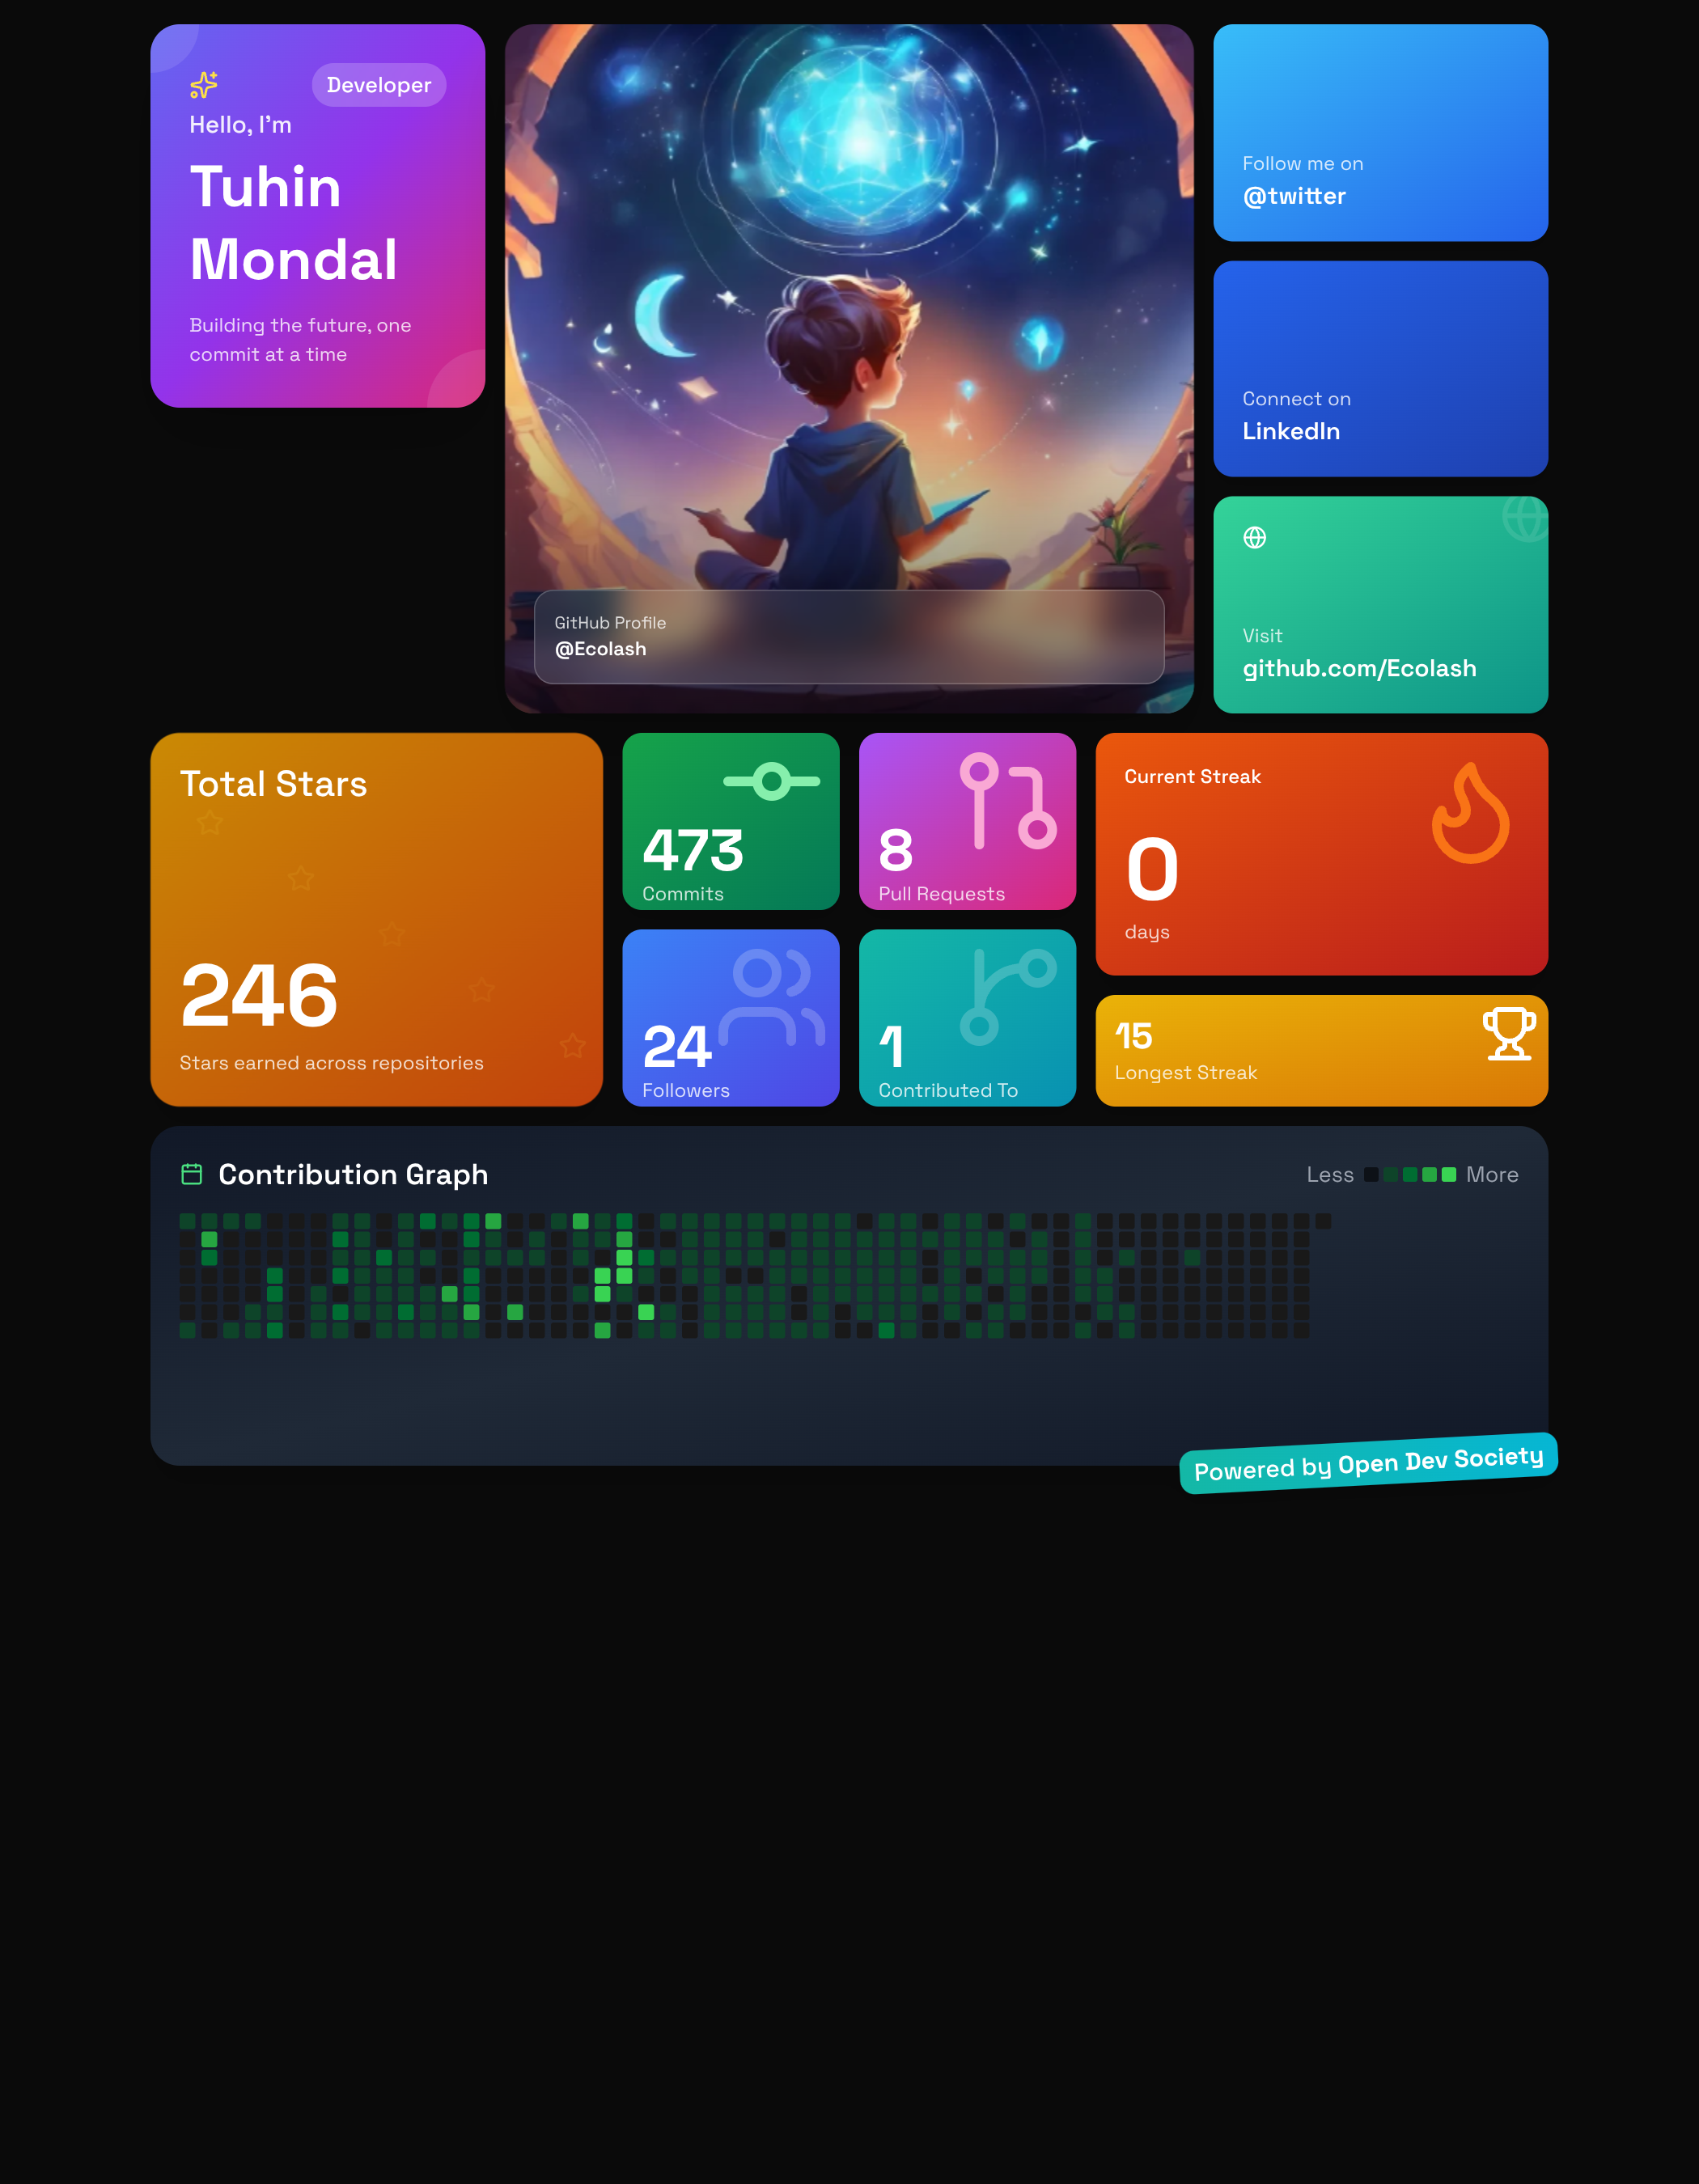 Developer
Hello, I'm
Tuhin
Mondal
Building the future, one
commit at a time
GitHub Profile
@Ecolash
Follow me on
@twitter
Connect on
LinkedIn
Visit
github.com/Ecolash
Total Stars
246
Stars earned across repositories
473
Commits
8
Pull Requests
24
Followers
1
Contributed To
Current Streak
0
days
15
Longest Streak
Contribution Graph
Less
More
Powered by Open Dev Society